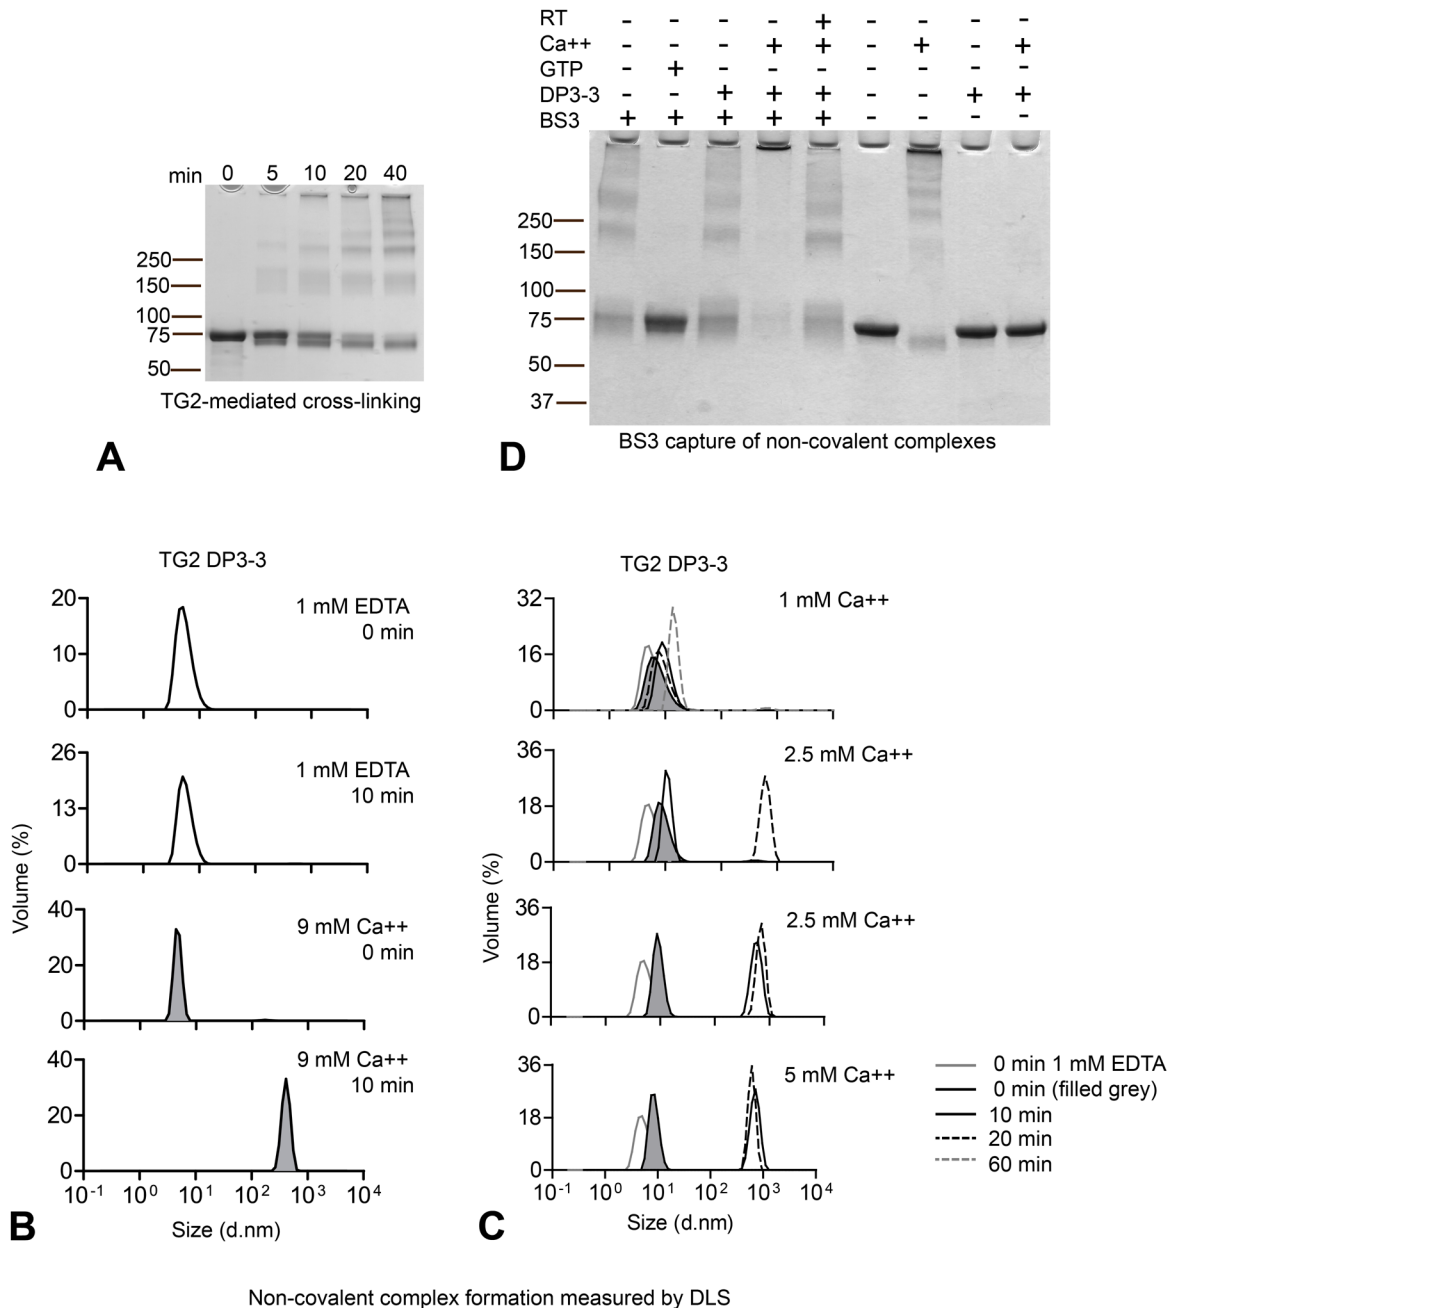 min 0 5 10 20 40
250
150
100
75
50
TG2-mediated cross-linking
A
RT - - - - + - - - -
Ca++ - - - + + - + - +
GTP - + - - - - - - -
DP3-3 - - + + + - - + +
BS3 + + + + + - - - -
250
150
100
75
50
37
BS3 capture of non-covalent complexes
D
TG2 DP3-3
Volume (%)
20
10
0
1 mM EDTA
0 min
26
13
0
1 mM EDTA
10 min
40
20
0
9 mM Ca++
0 min
40
20
0
9 mM Ca++
10 min
10-1 100 101 102 103 104
Size (d.nm)
B
TG2 DP3-3
Volume (%)
32
16
0
1 mM Ca++
36
18
0
2.5 mM Ca++
36
18
0
2.5 mM Ca++
36
18
0
5 mM Ca++
10-1 100 101 102 103 104
Size (d.nm)
C
0 min 1 mM EDTA
0 min (filled grey)
10 min
20 min
60 min
Non-covalent complex formation measured by DLS